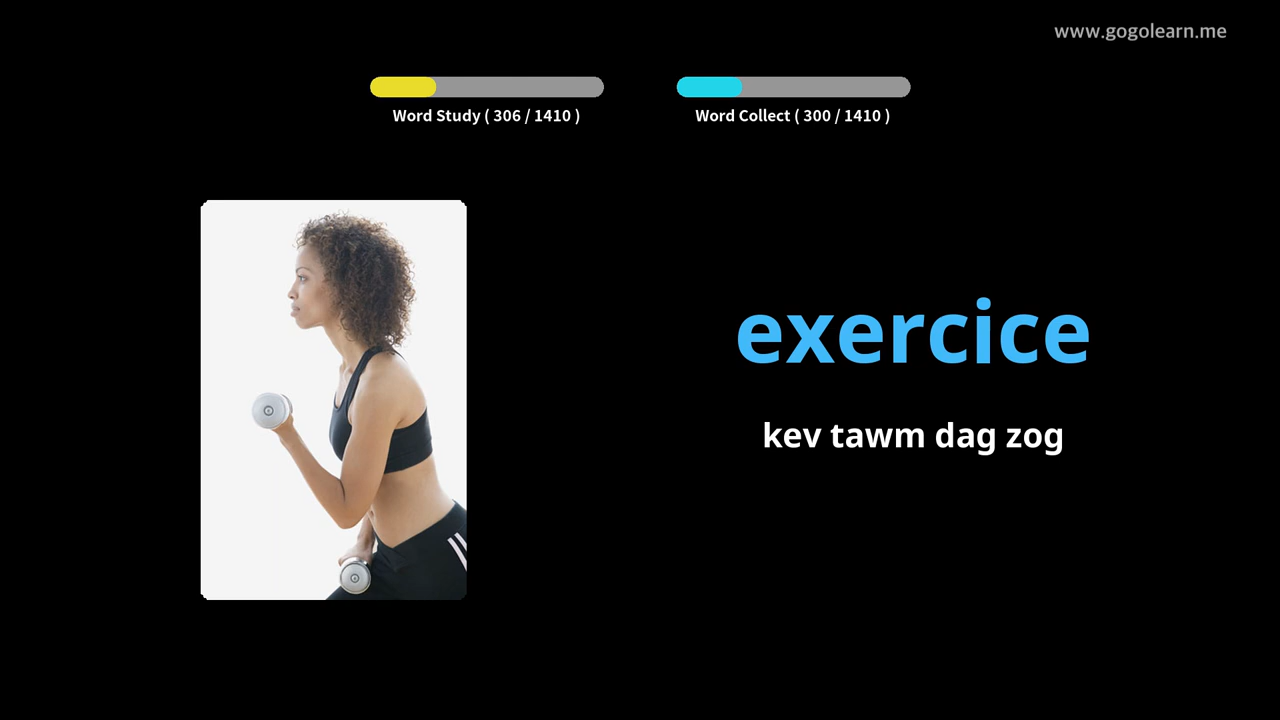 www.gogolearn.me
Word Study ( 306 / 1410 )
Word Collect ( 300 / 1410 )
exercice
kev tawm dag zog